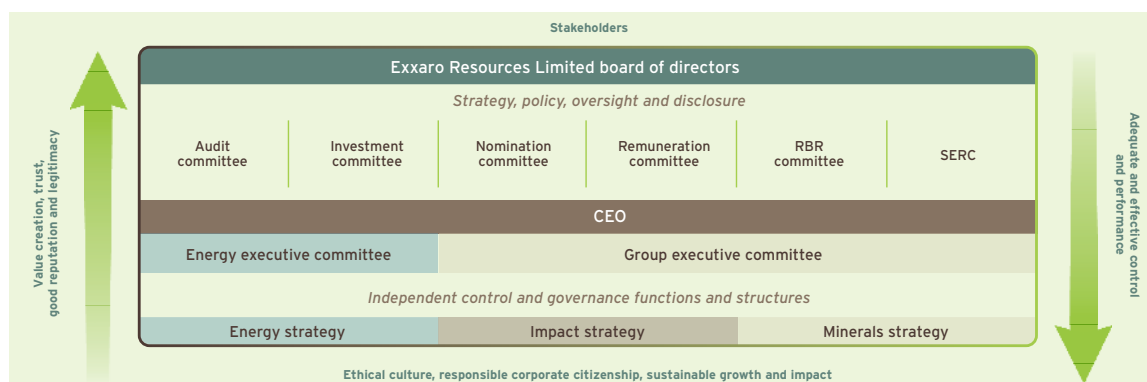 Stakeholders
Exxaro Resources Limited board of directors
Strategy, policy, oversight and disclosure
Audit
committee
Investment
committee
Nomination
committee
Remuneration
committee
RBR
committee
SERC
CEO
Energy executive committee
Group executive committee
Independent control and governance functions and structures
Energy strategy
Impact strategy
Minerals strategy
Ethical culture, responsible corporate citizenship, sustainable growth and impact
Value creation, trust,
good reputation and legitimacy
Adequate and effective control
and performance